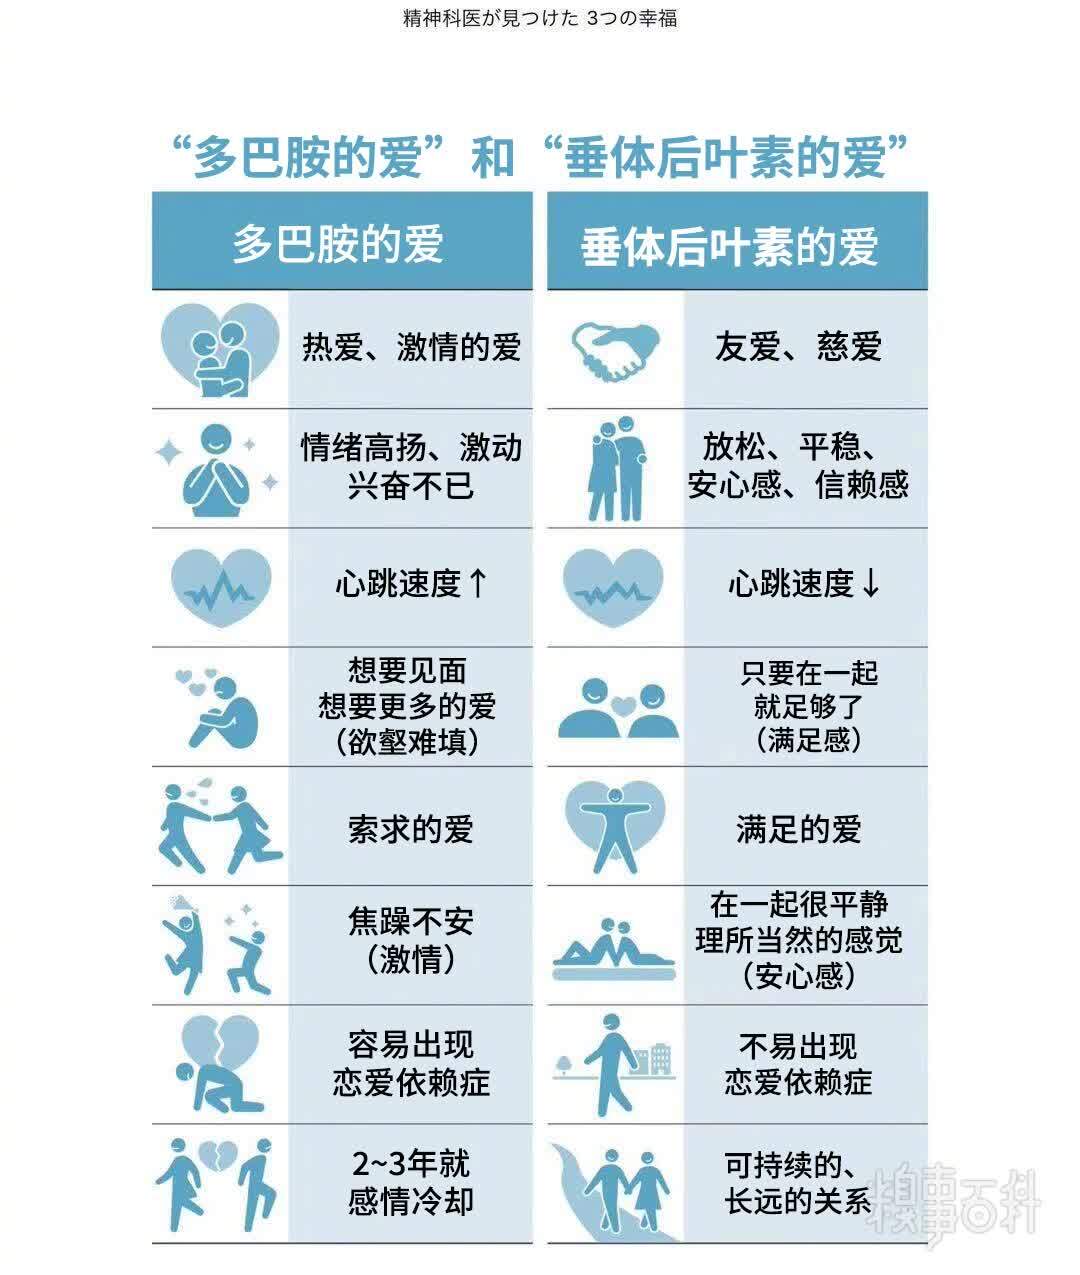 精神科医が見つけた 3つの幸福
“多巴胺的爱”和“垂体后叶素的爱”
多巴胺的爱
垂体后叶素的爱
热爱、激情的爱
友爱、慈爱
情绪高扬、激动
兴奋不已
放松、平稳、
安心感、信赖感
心跳速度↑
心跳速度↓
想要见面
想要更多的爱
（欲壑难填）
只要在一起
就足够了
（满足感）
索求的爱
满足的爱
焦躁不安
（激情）
在一起很平静
理所当然的感觉
（安心感）
容易出现
恋爱依赖症
不易出现
恋爱依赖症
2~3年就
感情冷却
可持续的、
长远的关系
糗事百科